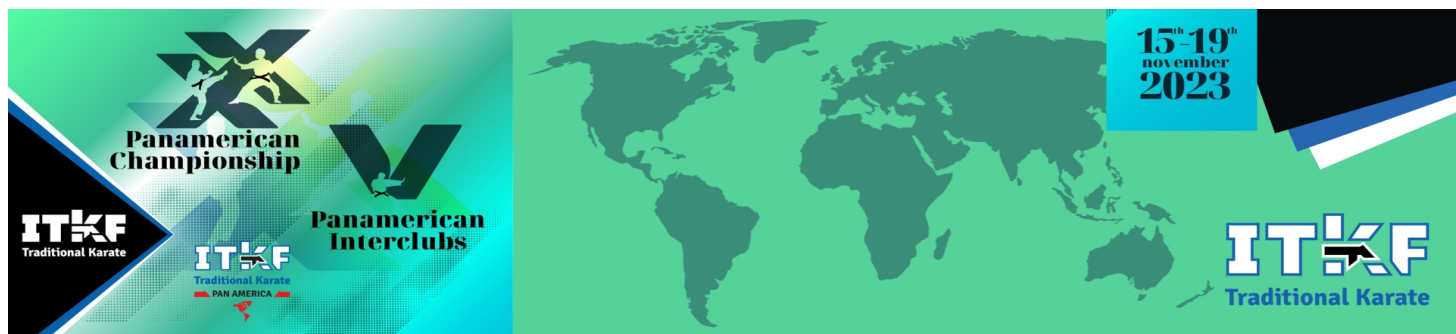 X
Panamerican
Championship
V
Panamerican
Interclubs
ITKF
Traditional Karate
ITKF
Traditional Karate
PAN AMERICA
15th-19th
november
2023
ITKF
Traditional Karate